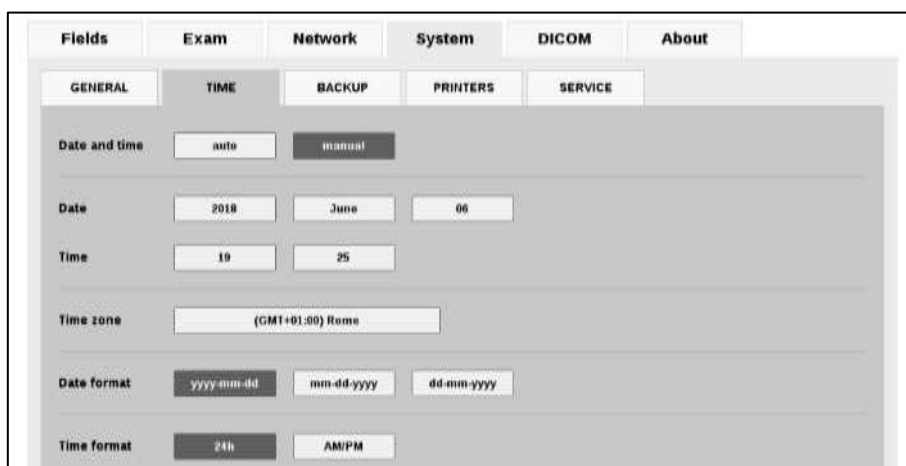 Fields Exam Network System DICOM About
GENERAL TIME BACKUP PRINTERS SERVICE
Date and time auto manual
Date 2018 June 06
Time 19 25
Time zone (GMT+01:00) Rome
Date format yyyy-mm-dd mm-dd-yyyy dd-mm-yyyy
Time format 24h AM/PM